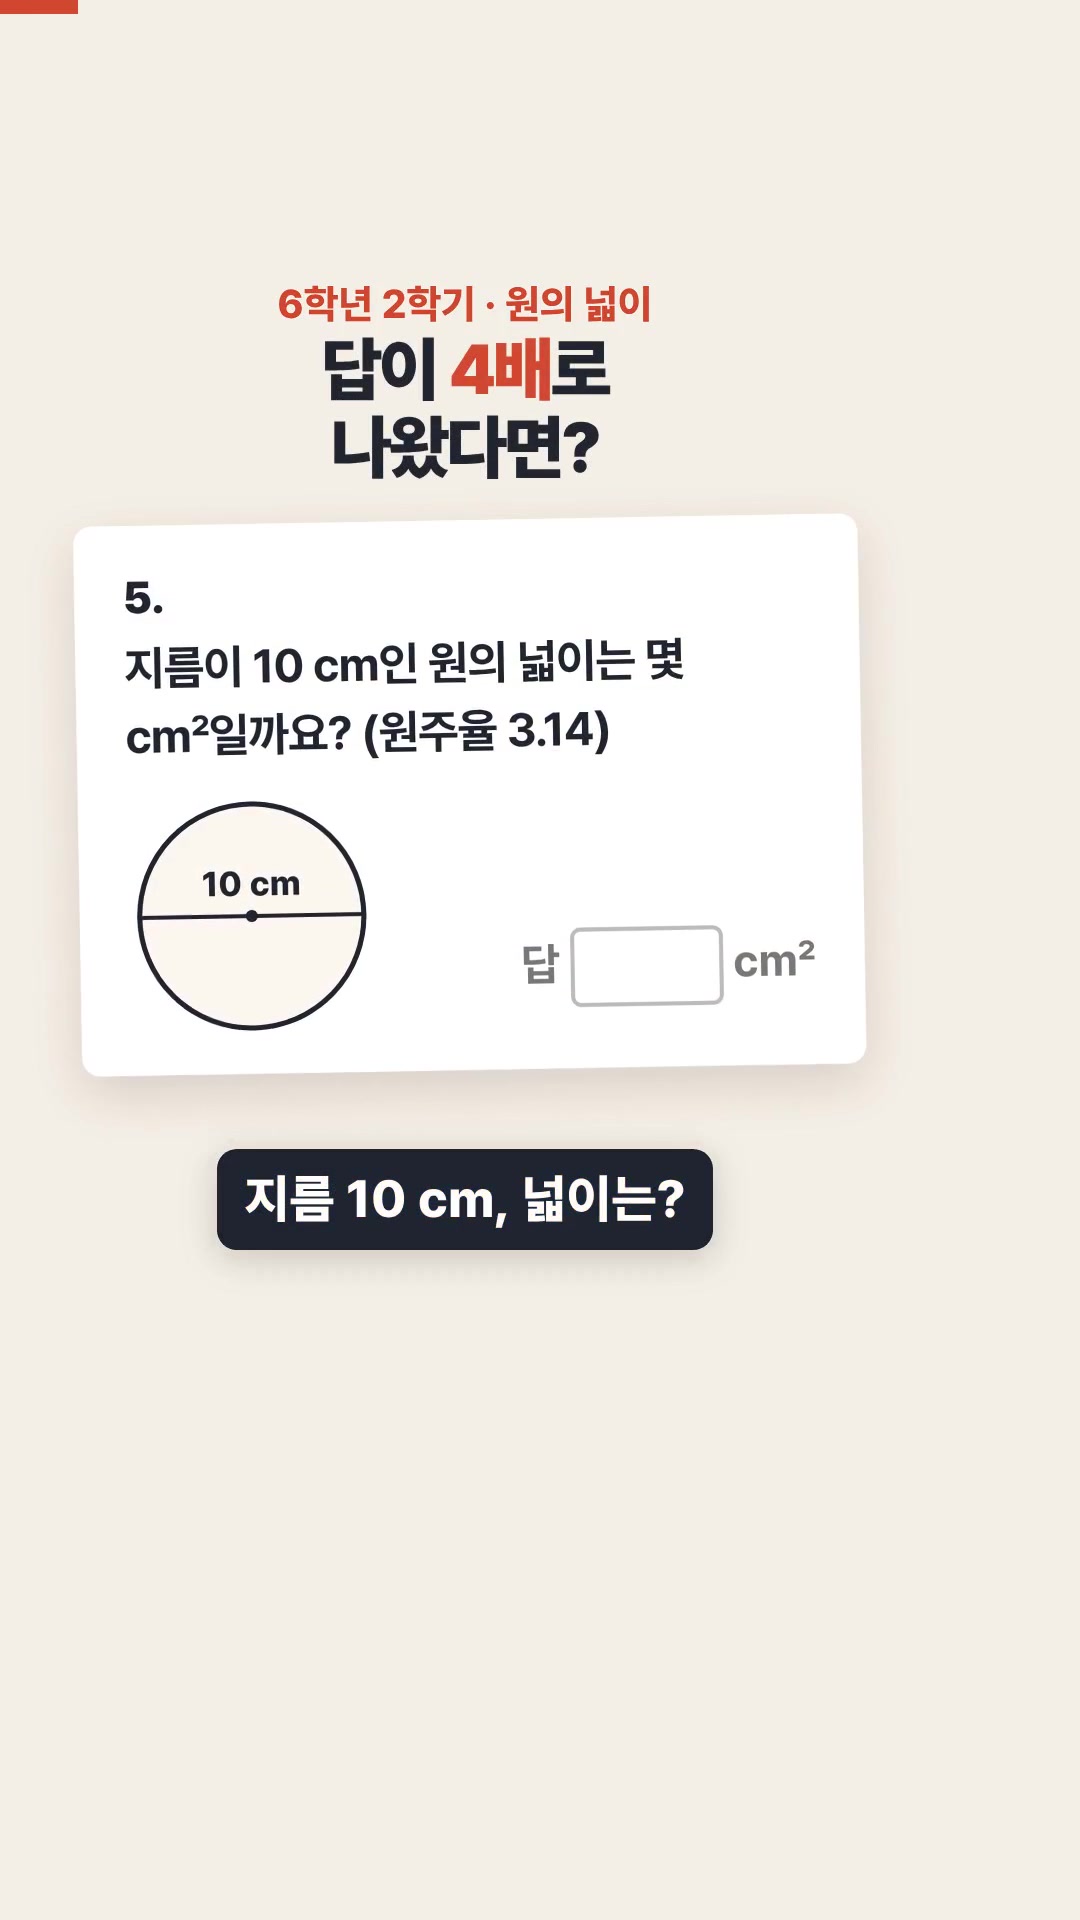 6학년 2학기 · 원의 넓이
답이 4배로
나왔다면?
5.
지름이 10 cm인 원의 넓이는 몇
cm²일까요? (원주율 3.14)
10 cm
답 cm²
지름 10 cm, 넓이는?